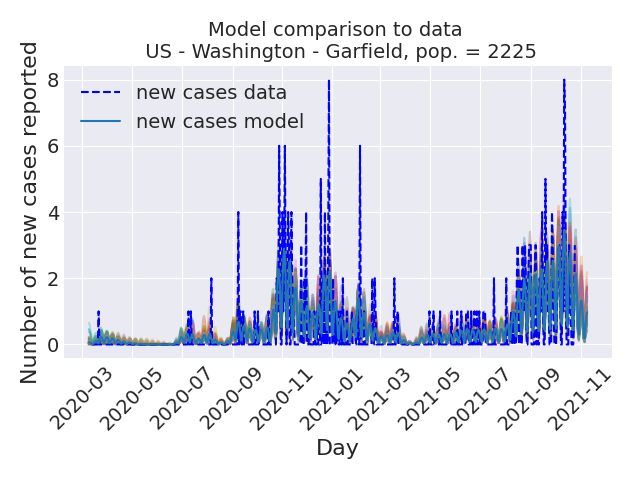 Model comparison to data
US - Washington - Garfield, pop. = 2225
Number of new cases reported
8
6
4
2
0
new cases data
new cases model
2020-03
2020-05
2020-07
2020-09
2020-11
2021-01
2021-03
2021-05
2021-07
2021-09
2021-11
Day